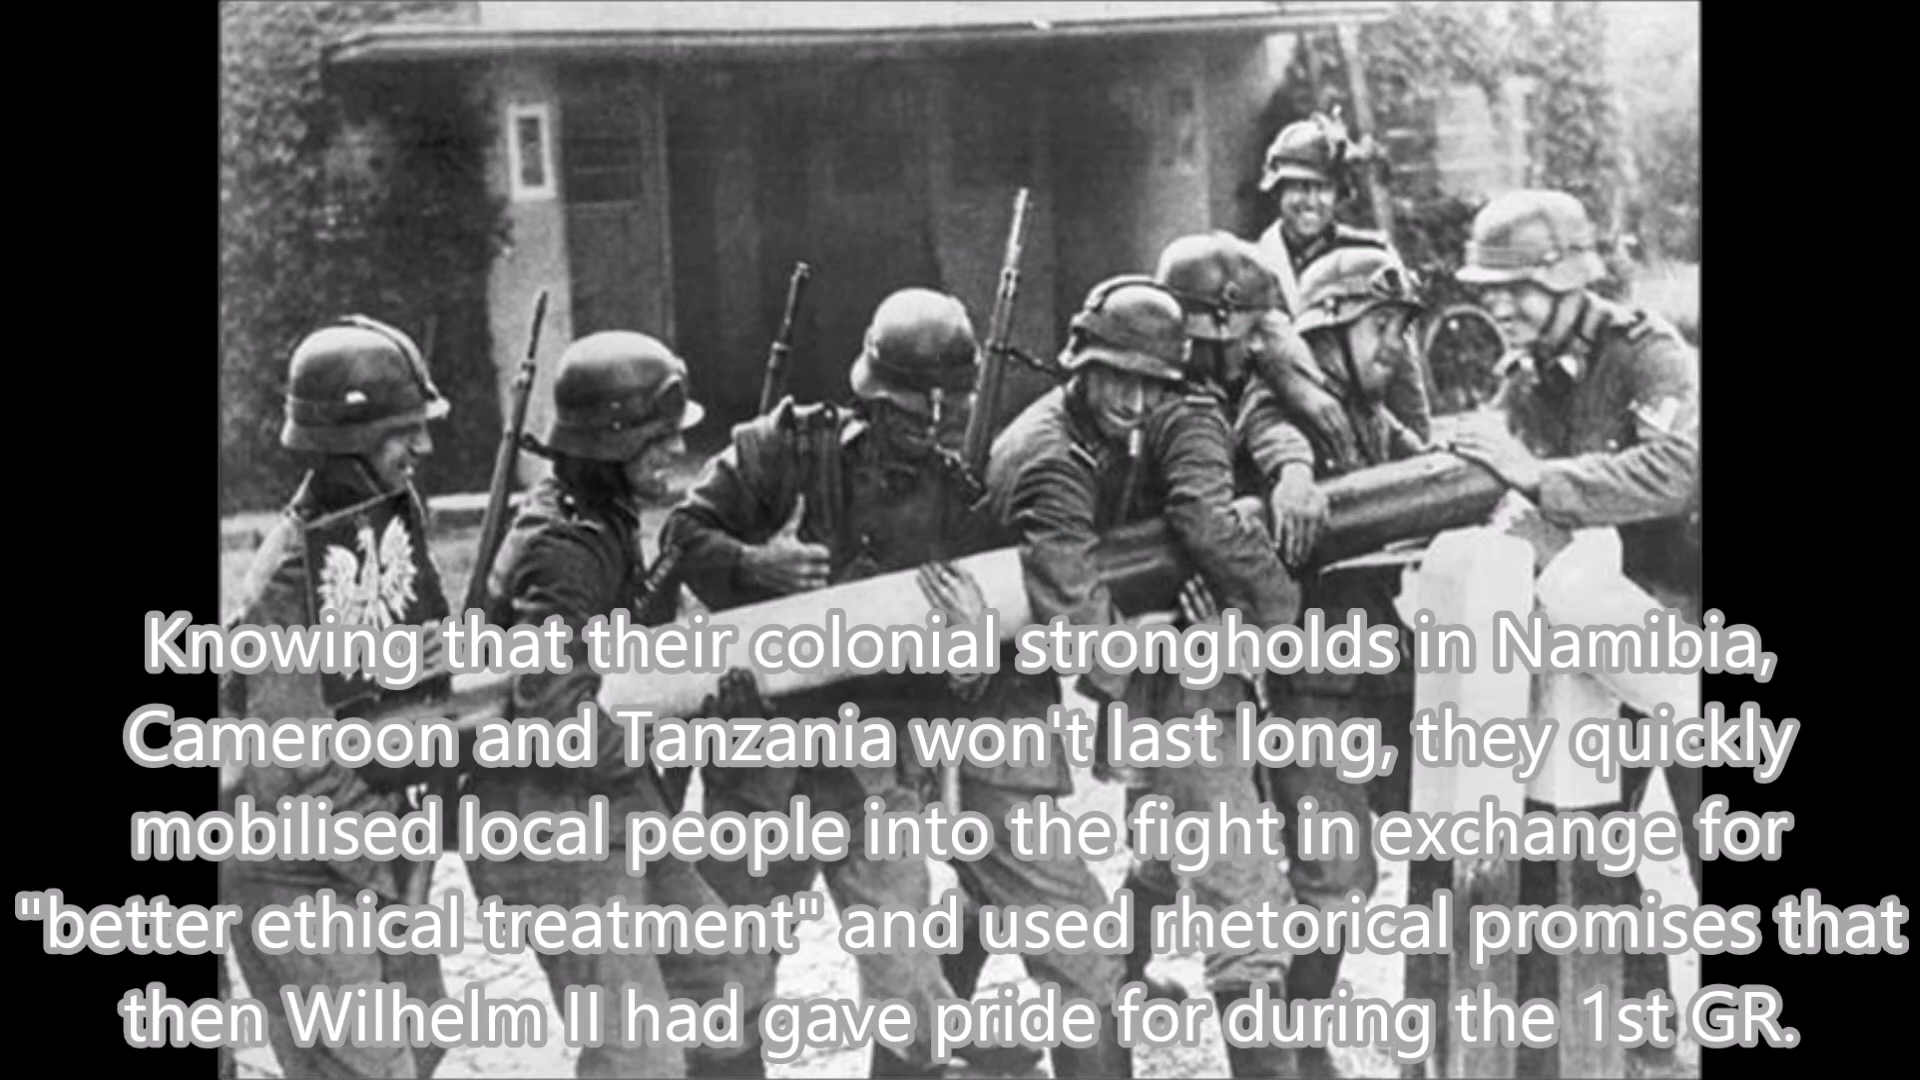 Knowing that their colonial strongholds in Namibia,
Cameroon and Tanzania won't last long, they quickly
mobilised local people into the fight in exchange for
"better ethical treatment" and used rhetorical promises that
then Wilhelm II had gave pride for during the 1st GR.